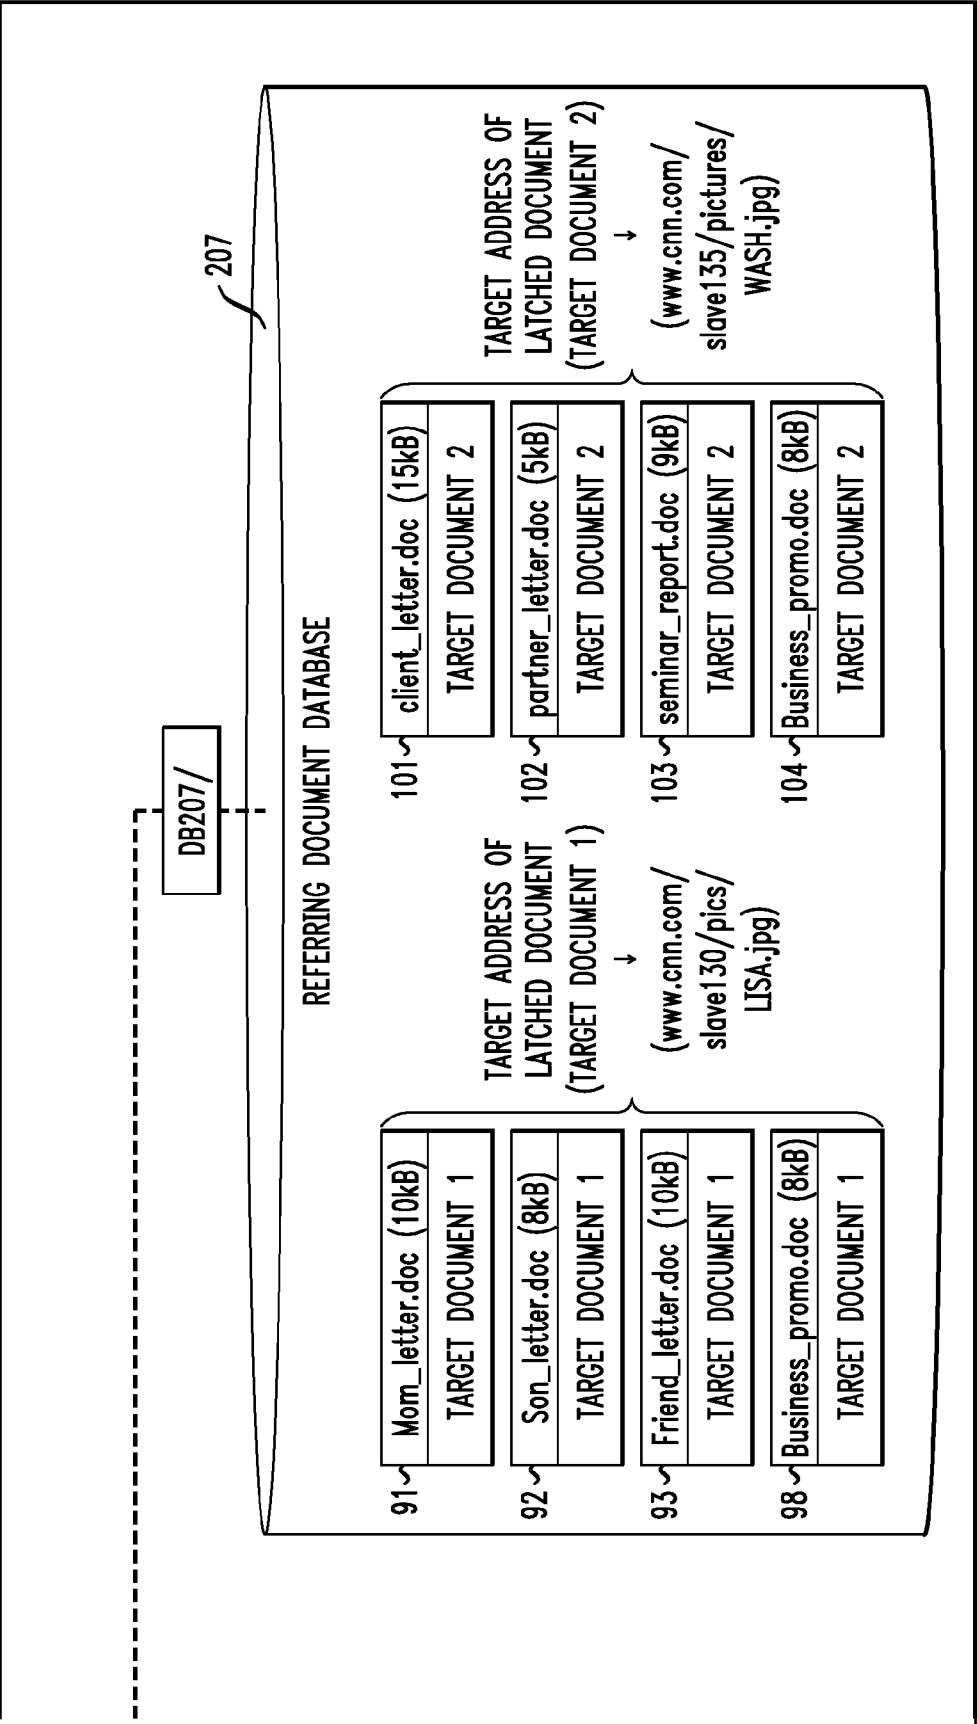 DB207/
207
REFERRING DOCUMENT DATABASE
91
Mom_letter.doc (10kB)
TARGET DOCUMENT 1
92
Son_letter.doc (8kB)
TARGET DOCUMENT 1
93
Friend_letter.doc (10kB)
TARGET DOCUMENT 1
98
Business_promo.doc (8kB)
TARGET DOCUMENT 1
TARGET ADDRESS OF
LATCHED DOCUMENT
(TARGET DOCUMENT 1)
↓
(www.cnn.com/
slave130/pics/
LISA.jpg)
101
client_letter.doc (15kB)
TARGET DOCUMENT 2
102
partner_letter.doc (5kB)
TARGET DOCUMENT 2
103
seminar_report.doc (9kB)
TARGET DOCUMENT 2
104
Business_promo.doc (8kB)
TARGET DOCUMENT 2
TARGET ADDRESS OF
LATCHED DOCUMENT
(TARGET DOCUMENT 2)
↓
(www.cnn.com/
slave135/pictures/
WASH.jpg)